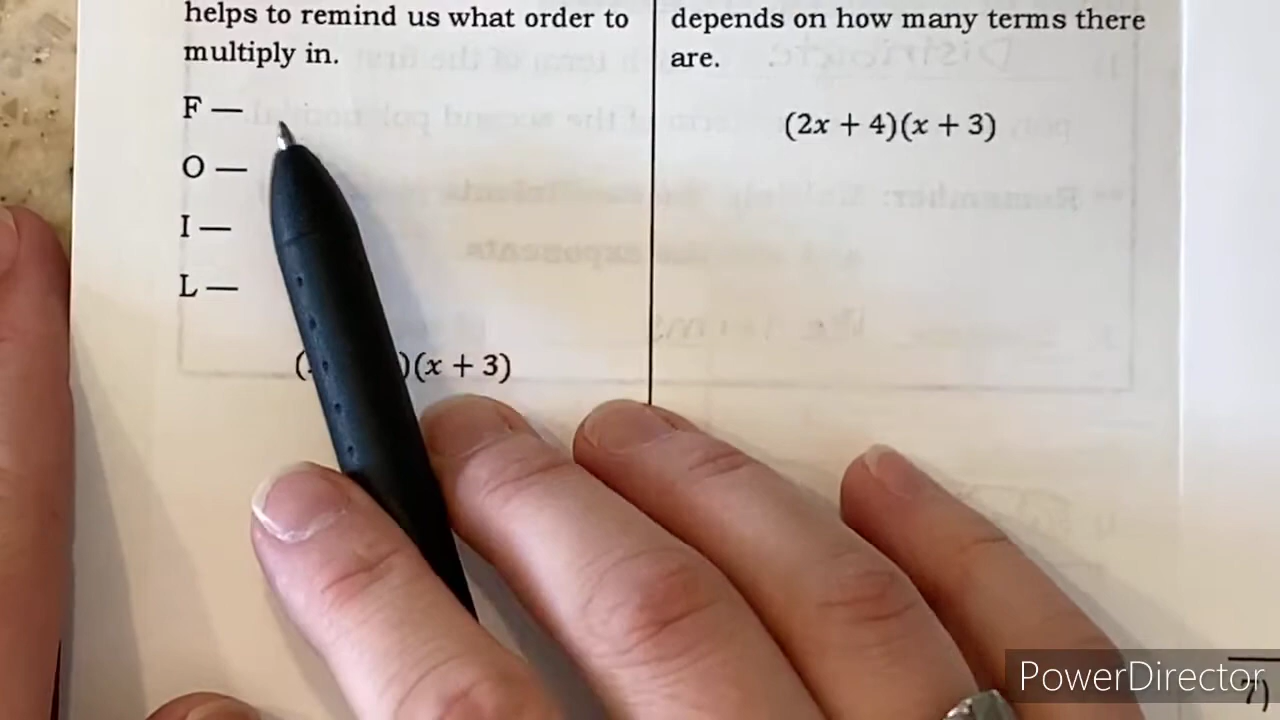 helps to remind us what order to
multiply in.
F —
O —
I —
L —
)(x + 3)
depends on how many terms there
are.
(2x + 4)(x + 3)
PowerDirector
7)